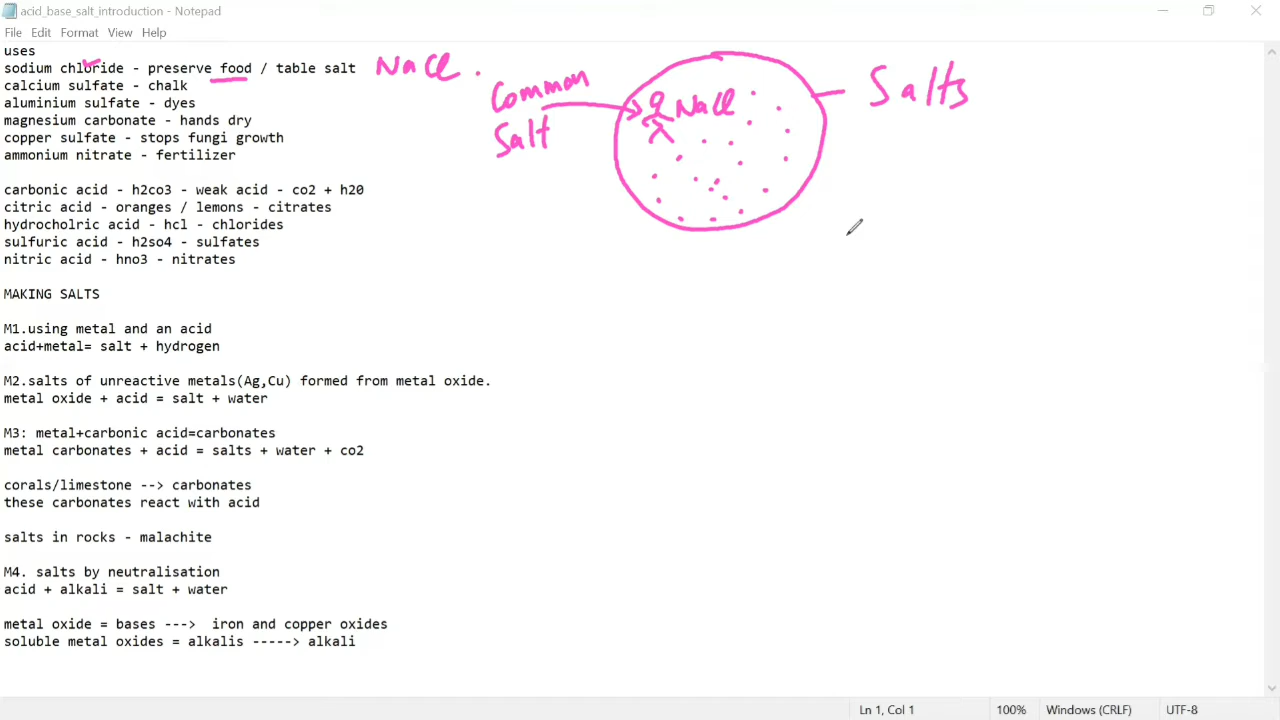 acid_base_salt_introduction - Notepad
File Edit Format View Help
uses
sodium chloride - preserve food / table salt
calcium sulfate - chalk
aluminium sulfate - dyes
magnesium carbonate - hands dry
copper sulfate - stops fungi growth
ammonium nitrate - fertilizer
carbonic acid - h2co3 - weak acid - co2 + h20
citric acid - oranges / lemons - citrates
hydrocholric acid - hcl - chlorides
sulfuric acid - h2so4 - sulfates
nitric acid - hno3 - nitrates
MAKING SALTS
M1.using metal and an acid
acid+metal= salt + hydrogen
M2.salts of unreactive metals(Ag,Cu) formed from metal oxide.
metal oxide + acid = salt + water
M3: metal+carbonic acid=carbonates
metal carbonates + acid = salts + water + co2
corals/limestone --> carbonates
these carbonates react with acid
salts in rocks - malachite
M4. salts by neutralisation
acid + alkali = salt + water
metal oxide = bases ---> iron and copper oxides
soluble metal oxides = alkalis -----> alkali
NaCl.
Common
Salt
NaCl
Salts
Ln 1, Col 1 100% Windows (CRLF) UTF-8